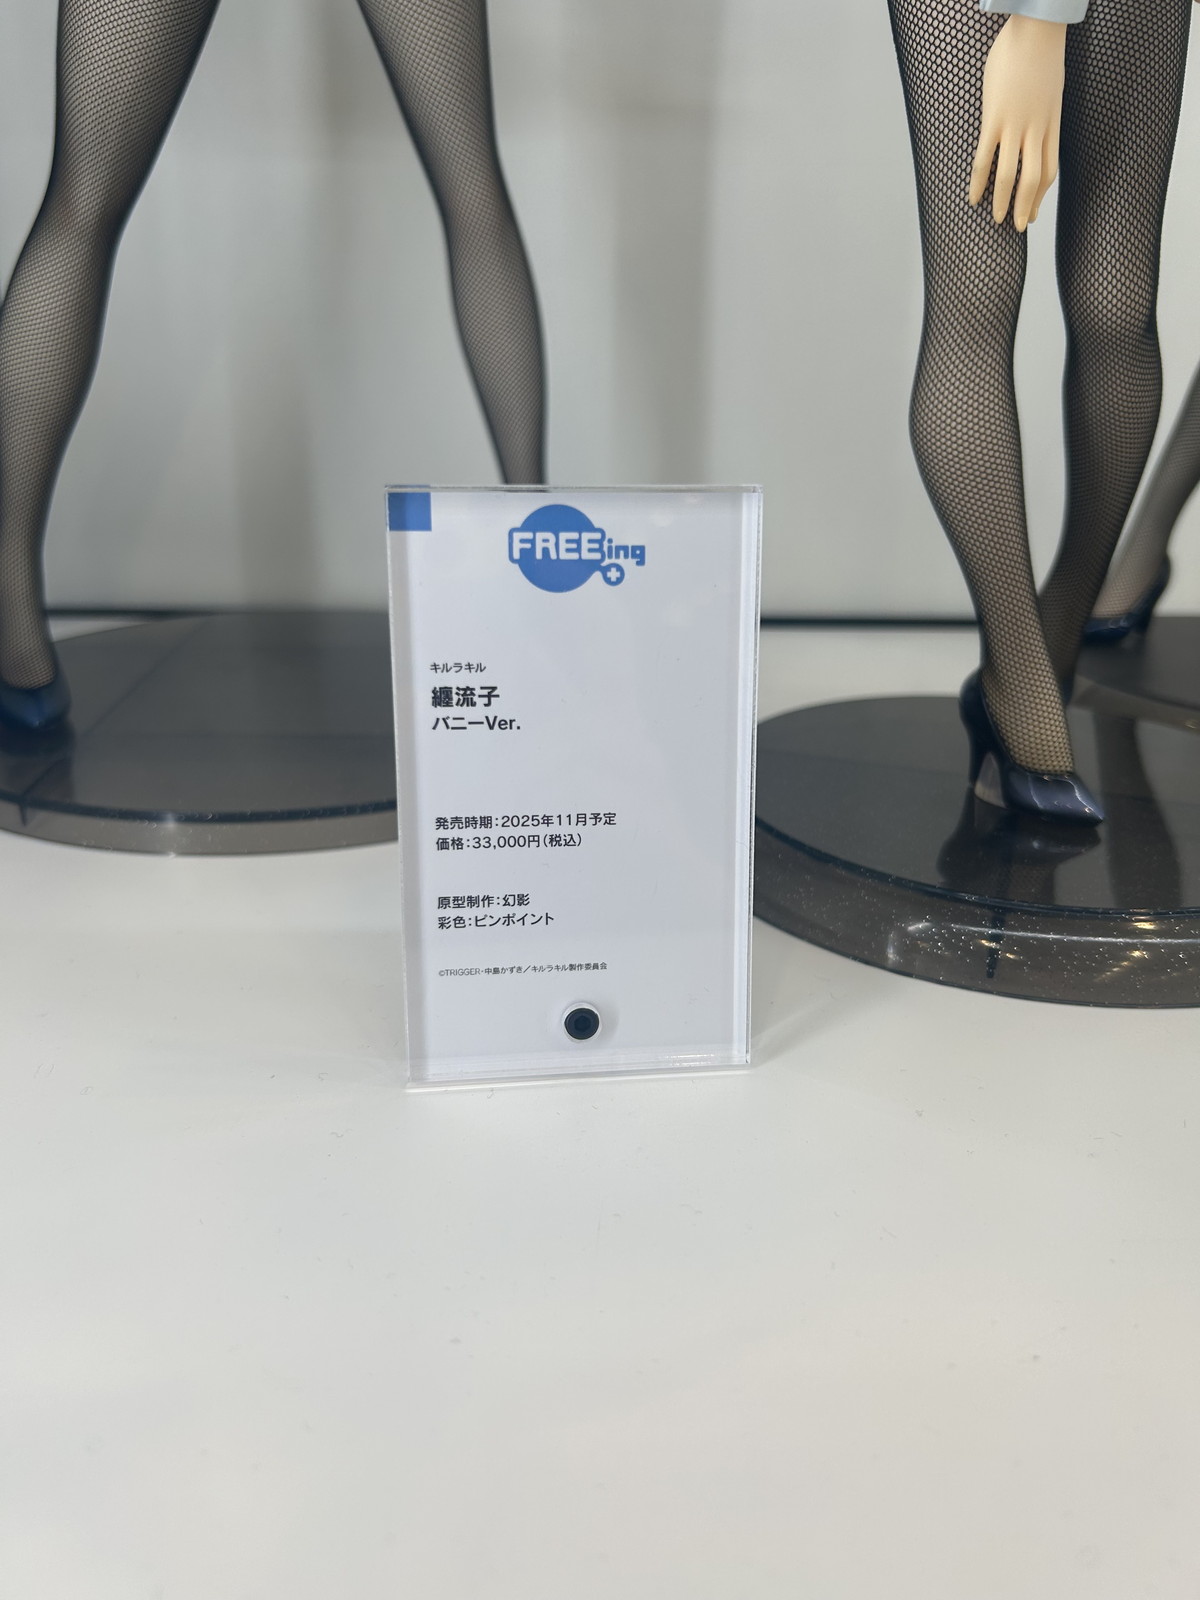 FREEing
キルラキル
纏流子
バニーVer.
発売時期：2025年11月予定
価格：33,000円（税込）
原型制作：幻影
彩色：ピンポイント
©TRIGGER・中島かずき／キルラキル製作委員会